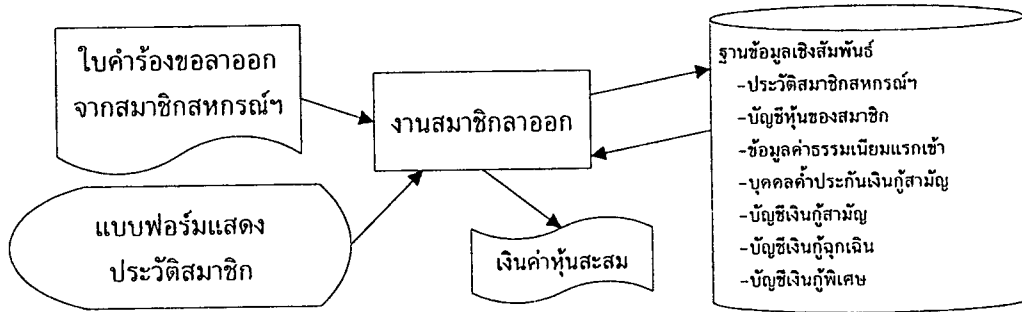 ใบคำร้องขอลาออก
จากสมาชิกสหกรณ์ฯ
งานสมาชิกลาออก
แบบฟอร์มแสดง
ประวัติสมาชิก
เงินค่าหุ้นสะสม
ฐานข้อมูลเชิงสัมพันธ์
-ประวัติสมาชิกสหกรณ์ฯ
-บัญชีหุ้นของสมาชิก
-ข้อมูลค่าธรรมเนียมแรกเข้า
-บุคคลค้ำประกันเงินกู้สามัญ
-บัญชีเงินกู้สามัญ
-บัญชีเงินกู้ฉุกเฉิน
-บัญชีเงินกู้พิเศษ